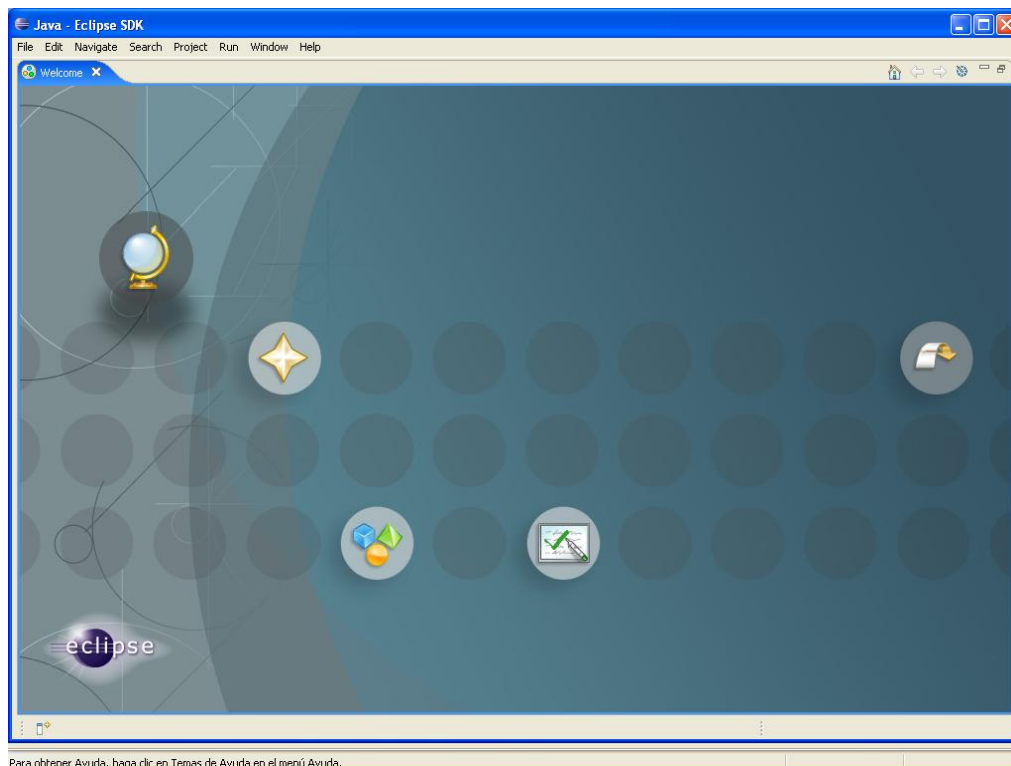 Java - Eclipse SDK
File Edit Navigate Search Project Run Window Help
Welcome
eclipse
Para obtener Ayuda, haga clic en Temas de Ayuda en el menú Ayuda.